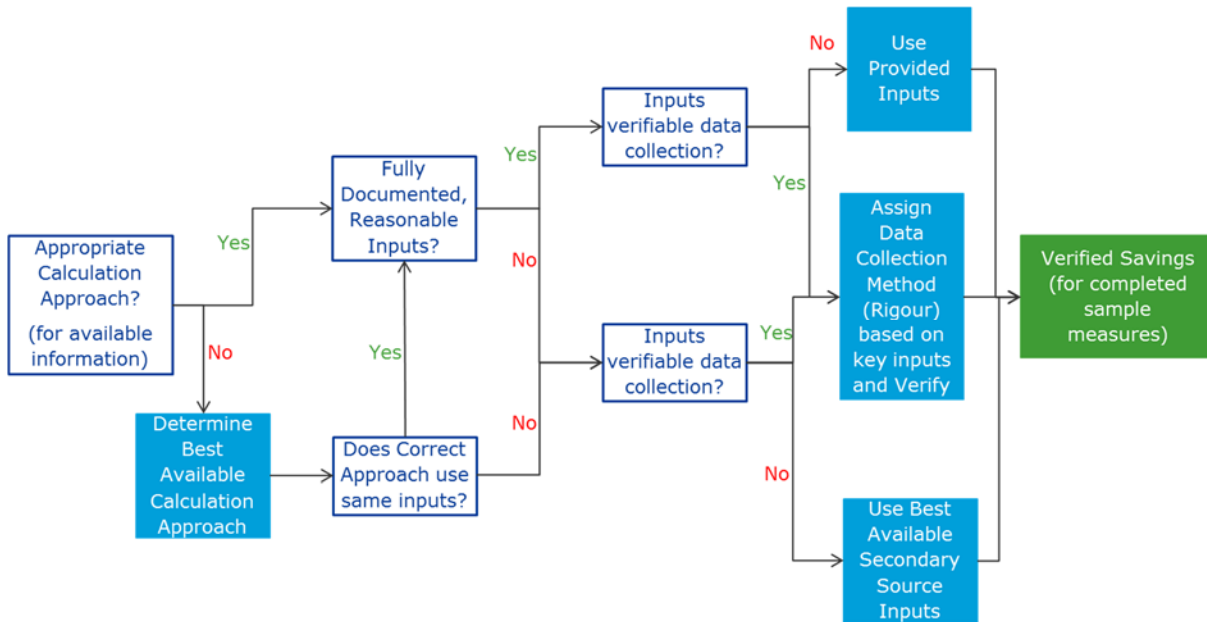 Appropriate
Calculation
Approach?
(for available
information)
Yes
No
Determine
Best
Available
Calculation
Approach
Fully
Documented,
Reasonable
Inputs?
Yes
Does Correct
Approach use
same inputs?
Yes
No
No
Inputs
verifiable data
collection?
No
Yes
Inputs
verifiable data
collection?
Yes
No
Use
Provided
Inputs
Assign
Data
Collection
Method
(Rigour)
based on
key inputs
and Verify
Use Best
Available
Secondary
Source
Inputs
Verified Savings
(for completed
sample
measures)